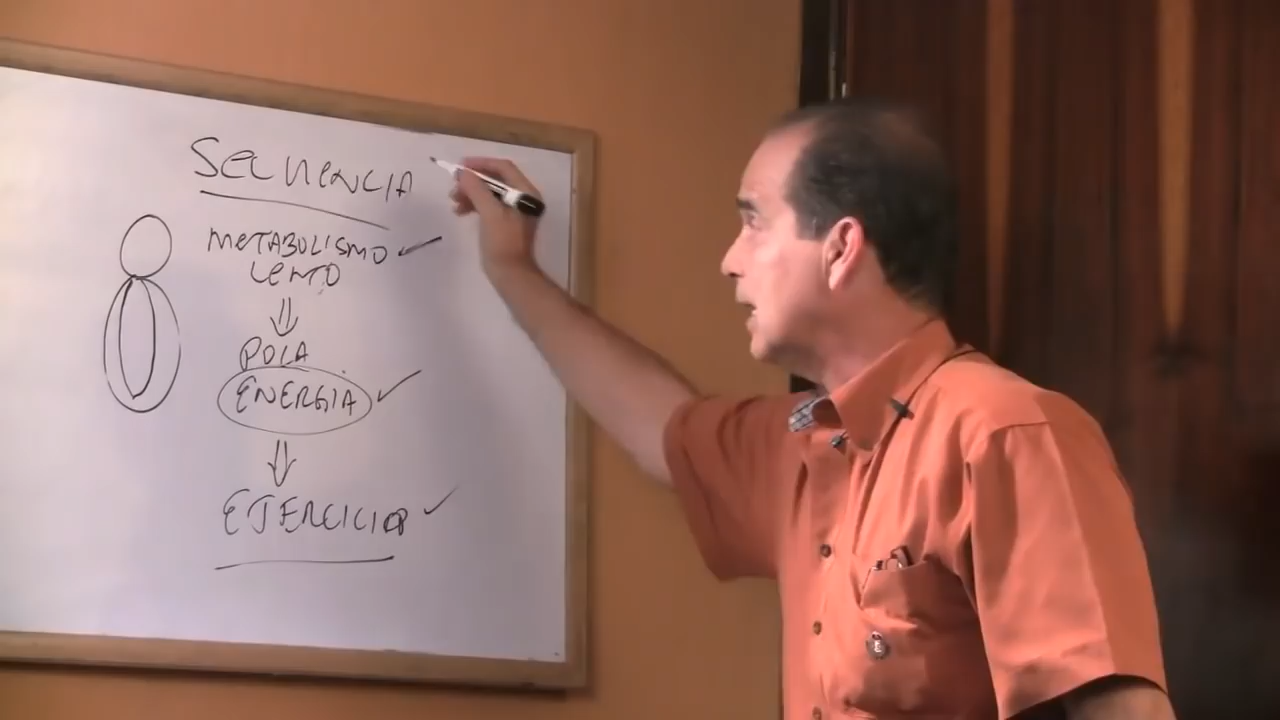 SECUENCIA
METABOLISMO
LENTO
POCA
ENERGIA
EJERCICIO